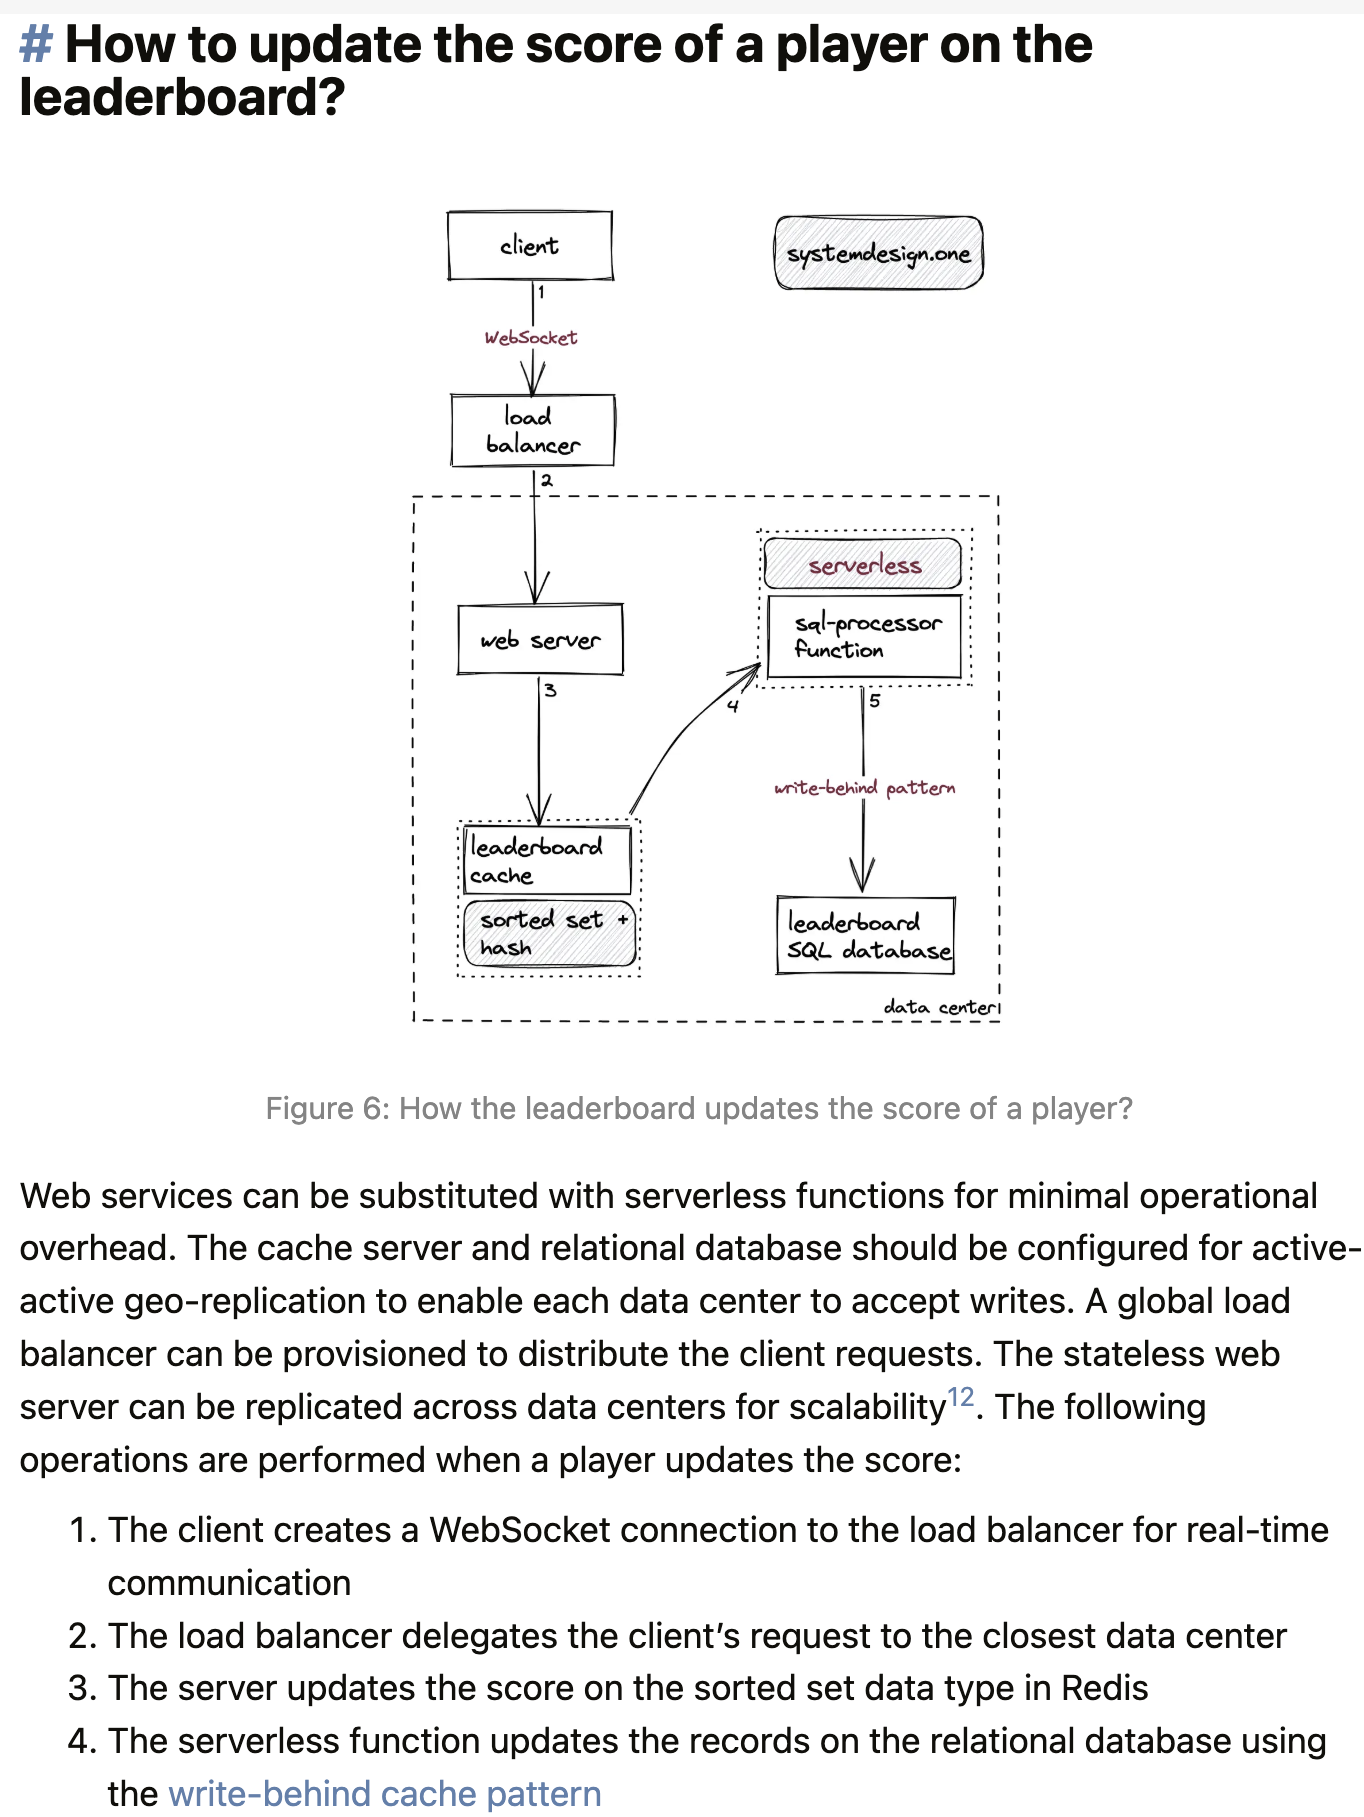 # How to update the score of a player on the
leaderboard?
client
systemdesign.one
1
WebSocket
load
balancer
2
serverless
sql-processor
function
web server
3
4
5
write-behind pattern
leaderboard
cache
sorted set +
hash
leaderboard
SQL database
data center
Figure 6: How the leaderboard updates the score of a player?
Web services can be substituted with serverless functions for minimal operational
overhead. The cache server and relational database should be configured for active-
active geo-replication to enable each data center to accept writes. A global load
balancer can be provisioned to distribute the client requests. The stateless web
server can be replicated across data centers for scalability12. The following
operations are performed when a player updates the score:
1. The client creates a WebSocket connection to the load balancer for real-time
communication
2. The load balancer delegates the client’s request to the closest data center
3. The server updates the score on the sorted set data type in Redis
4. The serverless function updates the records on the relational database using
the write-behind cache pattern